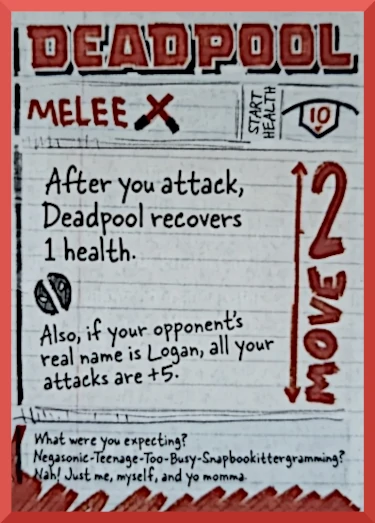 DEADPOOL
MELEE
START
HEALTH
10
After you attack,
Deadpool recovers
1 health.
Also, if your opponent's
real name is Logan, all your
attacks are +5.
MOVE 2
What were you expecting?
Negasonic-Teenage-Too-Busy-Snapbookittergramming?
Nah! Just me, myself, and yo momma.